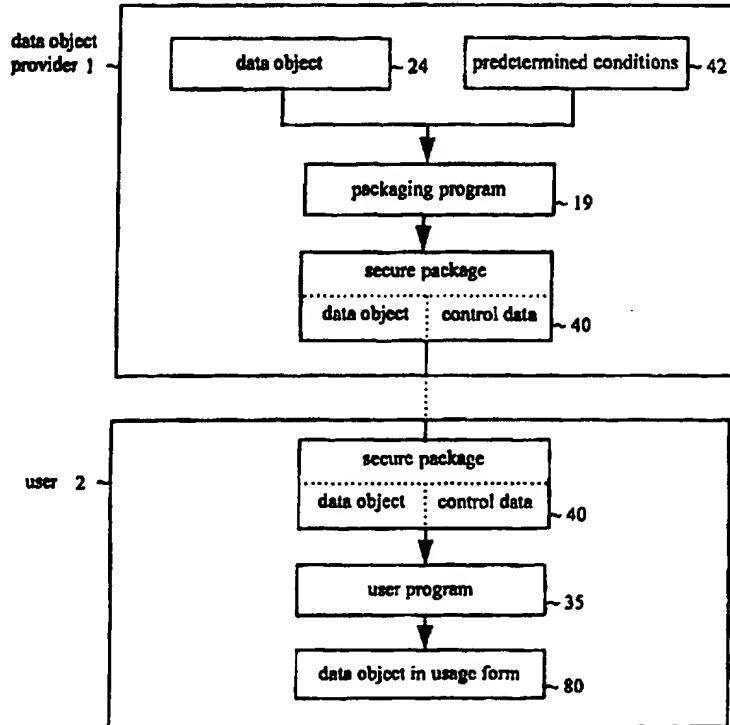 data object
provider 1
data object
24
predetermined conditions
42
packaging program
19
secure package
data object
control data
40
user 2
secure package
data object
control data
40
user program
35
data object in usage form
80